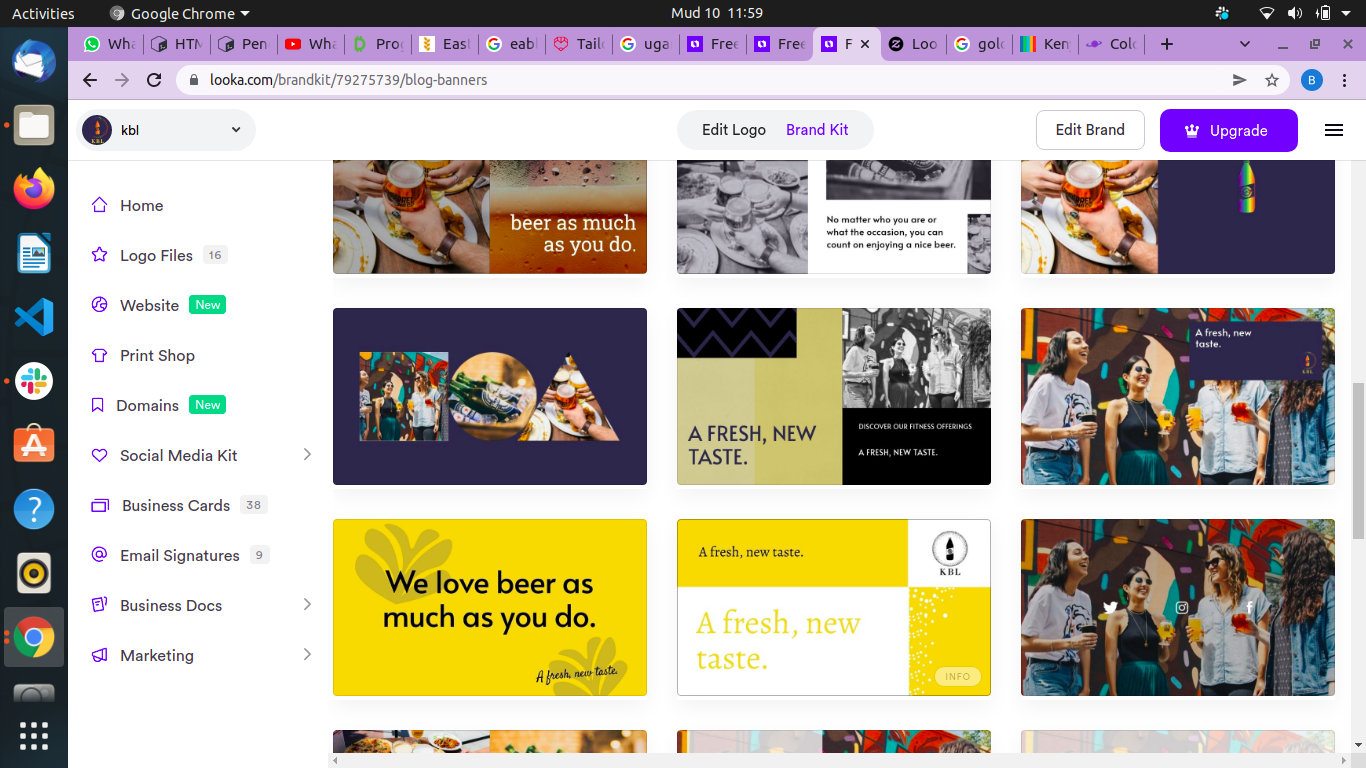 Activities
Google Chrome
Mud 10 11:59
Wha
HTM
Pen
Wha
Prog
East
eabl
Tailo
uga
Free
Free
F
Loo
gold
Ken
Colo
looka.com/brandkit/79275739/blog-banners
B
kbl
Edit Logo
Brand Kit
Edit Brand
Upgrade
Home
Logo Files 16
Website New
Print Shop
Domains New
Social Media Kit
Business Cards 38
Email Signatures 9
Business Docs
Marketing
beer as much
as you do.
No matter who you are or
what the occasion, you can
count on enjoying a nice beer.
A FRESH, NEW
TASTE.
DISCOVER OUR FITNESS OFFERINGS
A FRESH, NEW TASTE.
A fresh, new
taste.
We love beer as
much as you do.
A fresh, new taste.
A fresh, new taste.
KBL
A fresh, new
taste.
INFO